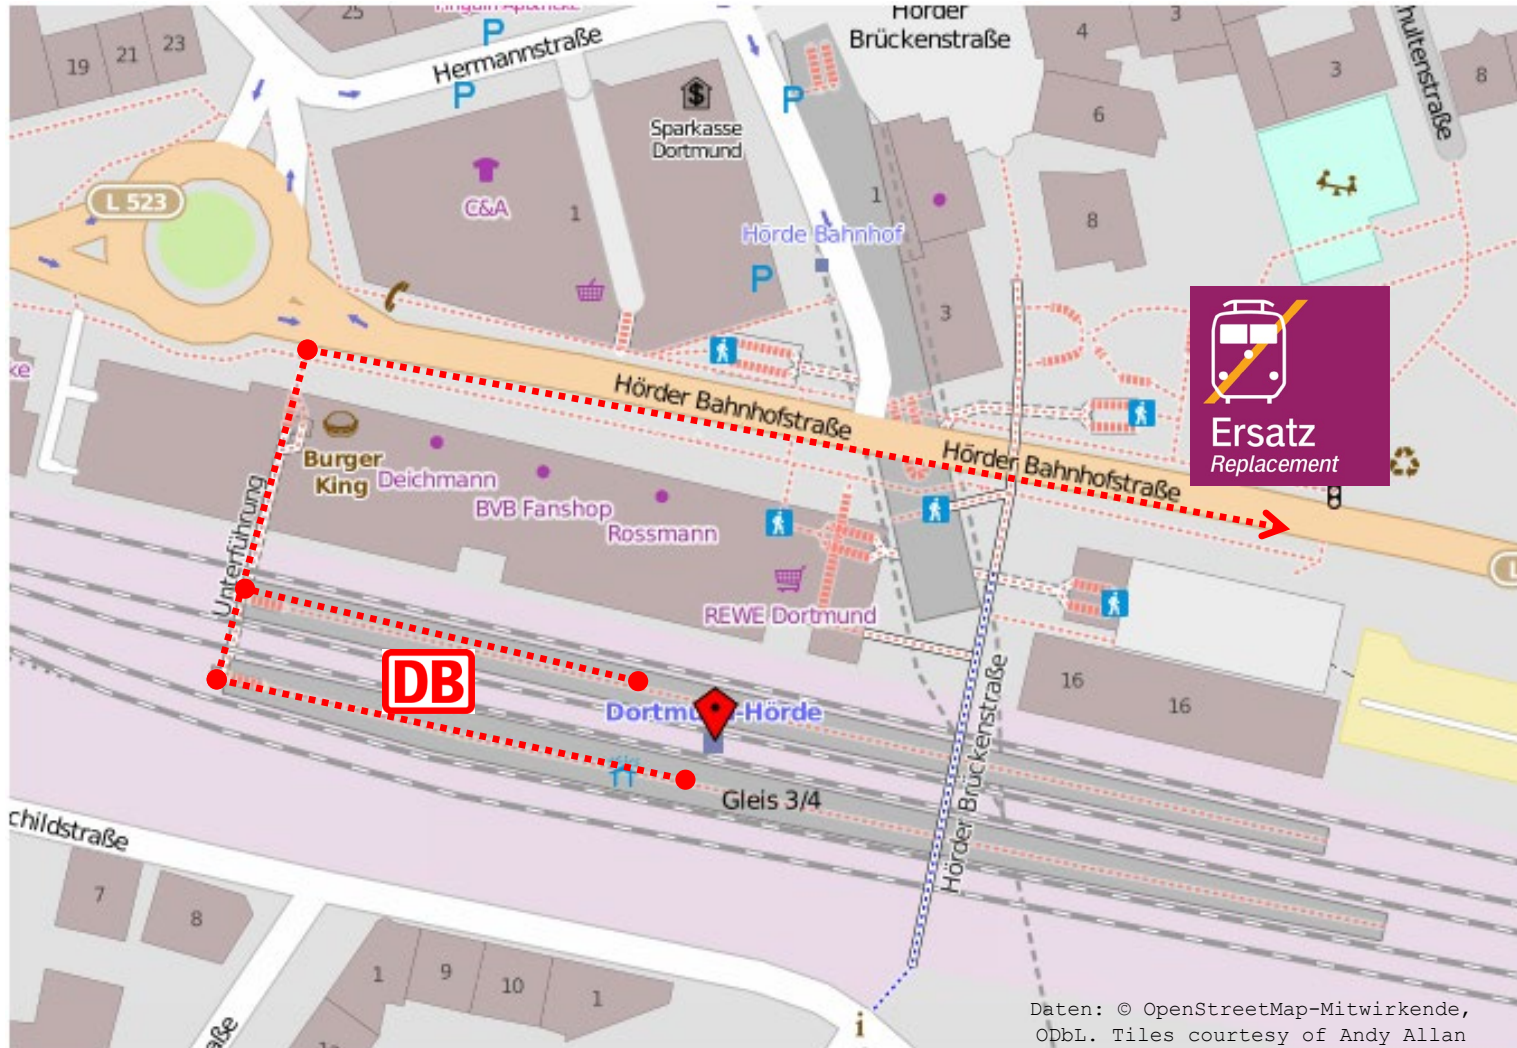 25
Pinguin Apotheke
Hörder
Brückenstraße
4
3
19
21
23
P
Hermannstraße
P
P
Sparkasse
Dortmund
6
3
8
L 523
C&A
1
1
8
Hörde Bahnhof
P
3
Ersatz
Replacement
Hörder Bahnhofstraße
Hörder Bahnhofstraße
Burger
King
Deichmann
BVB Fanshop
Rossmann
Unterführung
REWE Dortmund
DB
16
16
Gleis 3/4
Hörder Brückenstraße
7
8
1
9
10
1
i
Daten: © OpenStreetMap-Mitwirkende,
ODbL. Tiles courtesy of Andy Allan